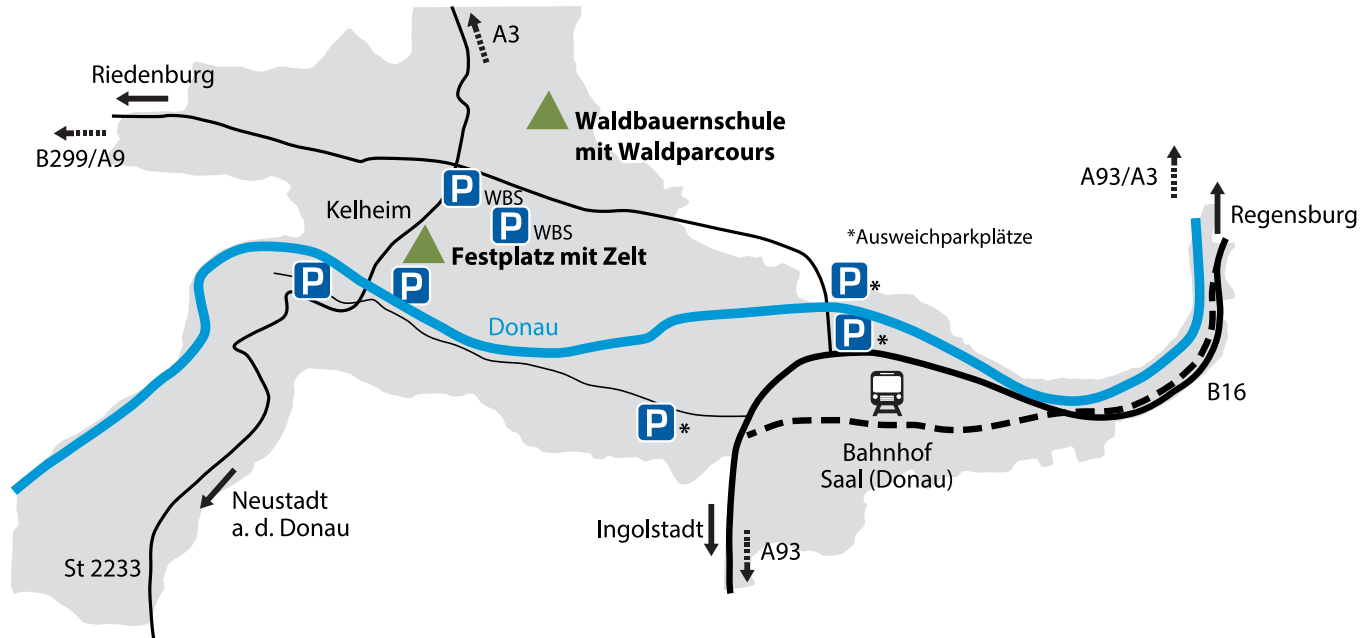 A3
Riedenburg
B299/A9
Waldbauernschule
mit Waldparcours
A93/A3
Regensburg
P WBS
Kelheim
P WBS
*Ausweichparkplätze
Festplatz mit Zelt
P
P
P *
Donau
P *
B16
P *
Bahnhof
Saal (Donau)
Neustadt
a. d. Donau
Ingolstadt
A93
St 2233